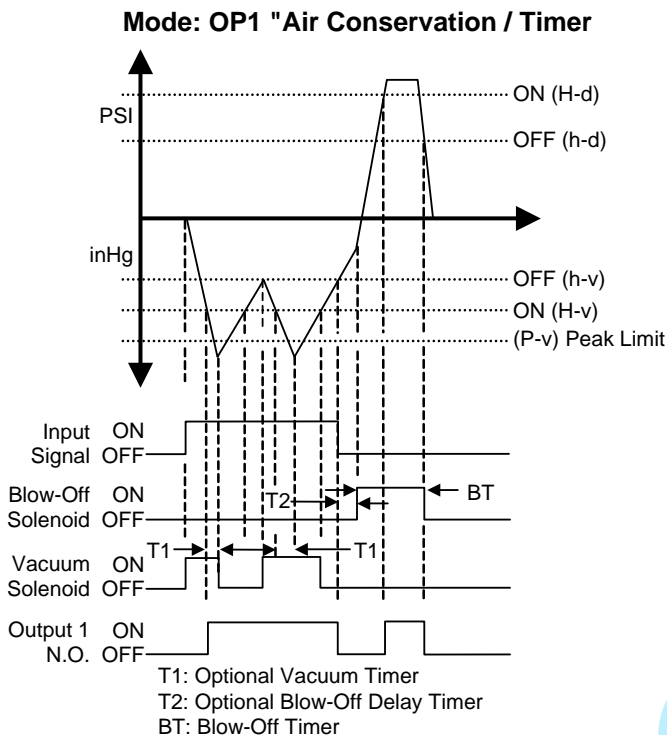 Mode: OP1 "Air Conservation / Timer
PSI
ON (H-d)
OFF (h-d)
inHg
OFF (h-v)
ON (H-v)
(P-v) Peak Limit
Input ON
Signal OFF
Blow-Off ON
T2
BT
Solenoid OFF
T1
T1
Vacuum ON
Solenoid OFF
Output 1 ON
N.O. OFF
T1: Optional Vacuum Timer
T2: Optional Blow-Off Delay Timer
BT: Blow-Off Timer